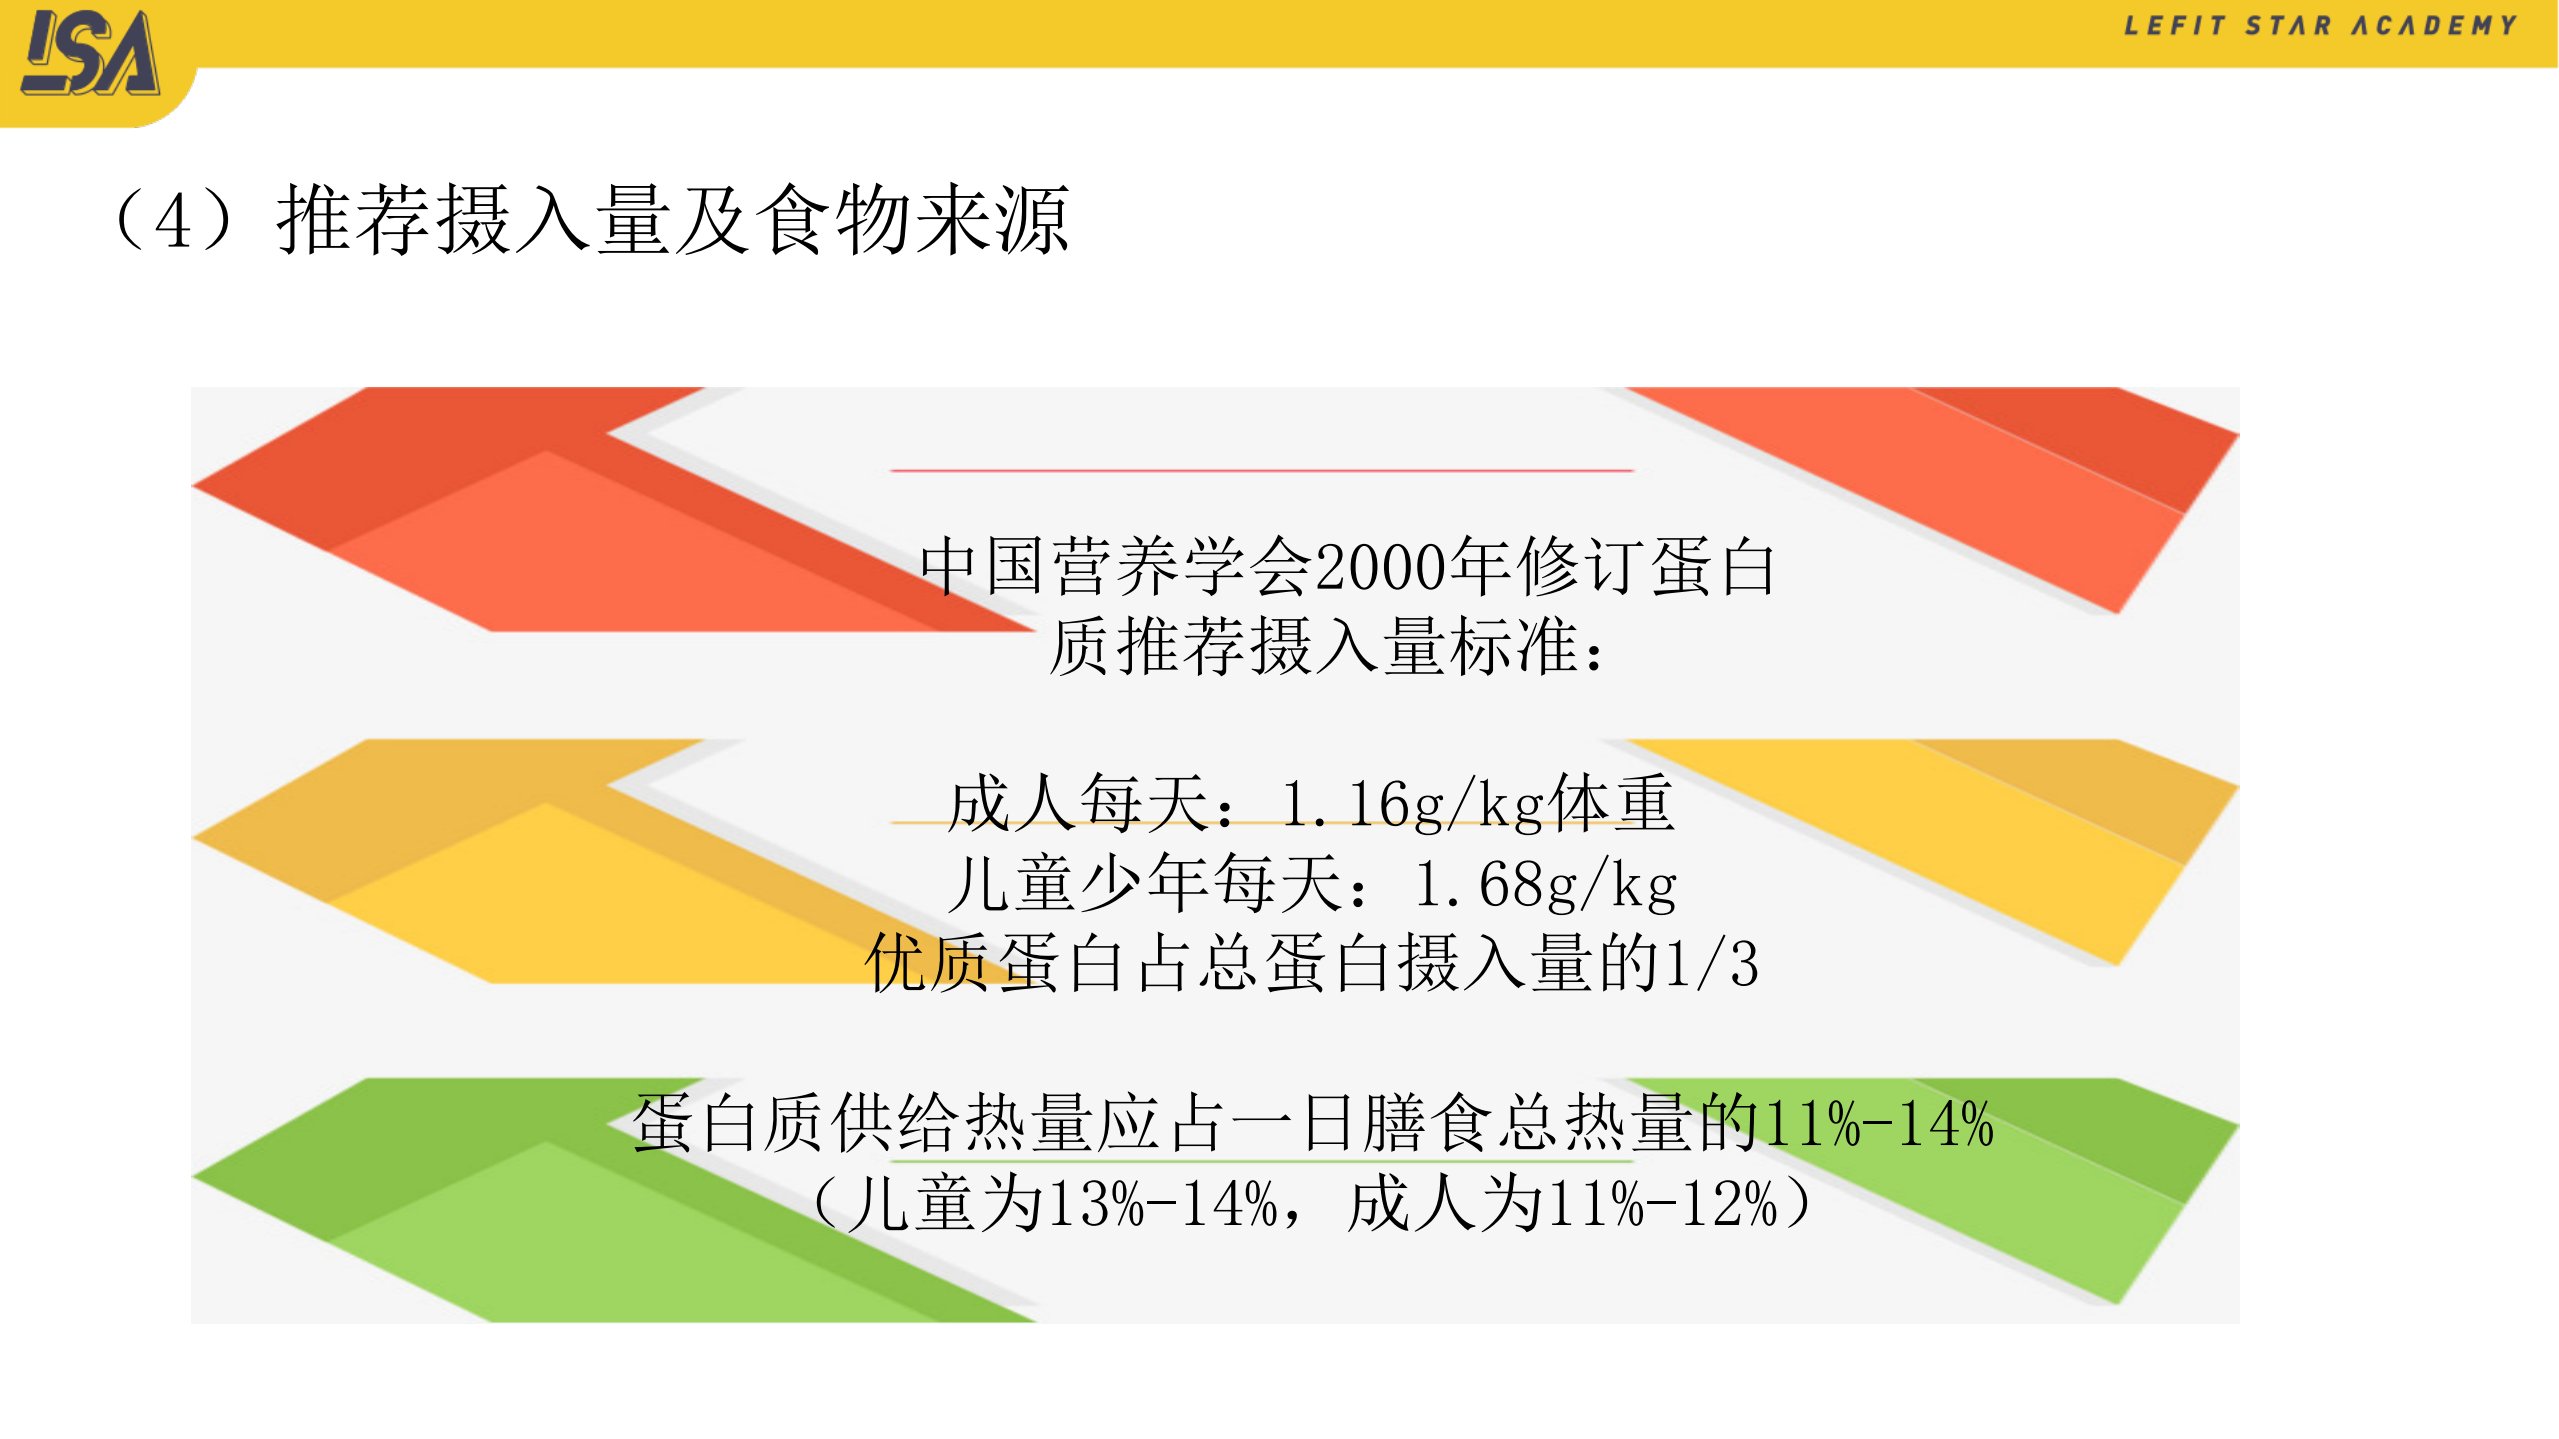 LSA
LEFIT STAR ACADEMY
（4）推荐摄入量及食物来源
中国营养学会2000年修订蛋白
质推荐摄入量标准：
成人每天：1.16g/kg体重
儿童少年每天：1.68g/kg
优质蛋白占总蛋白摄入量的1/3
蛋白质供给热量应占一日膳食总热量的11%-14%
（儿童为13%-14%，成人为11%-12%）